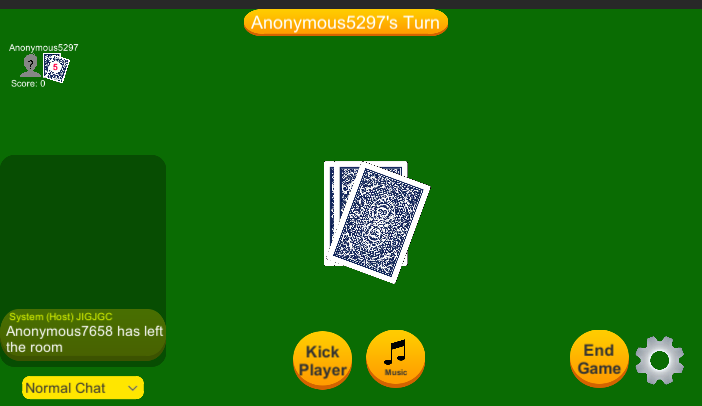 Anonymous5297's Turn
Anonymous5297
?
5
Score: 0
System (Host) JIGJGC
Anonymous7658 has left
the room
Kick
Player
Music
End
Game
Normal Chat